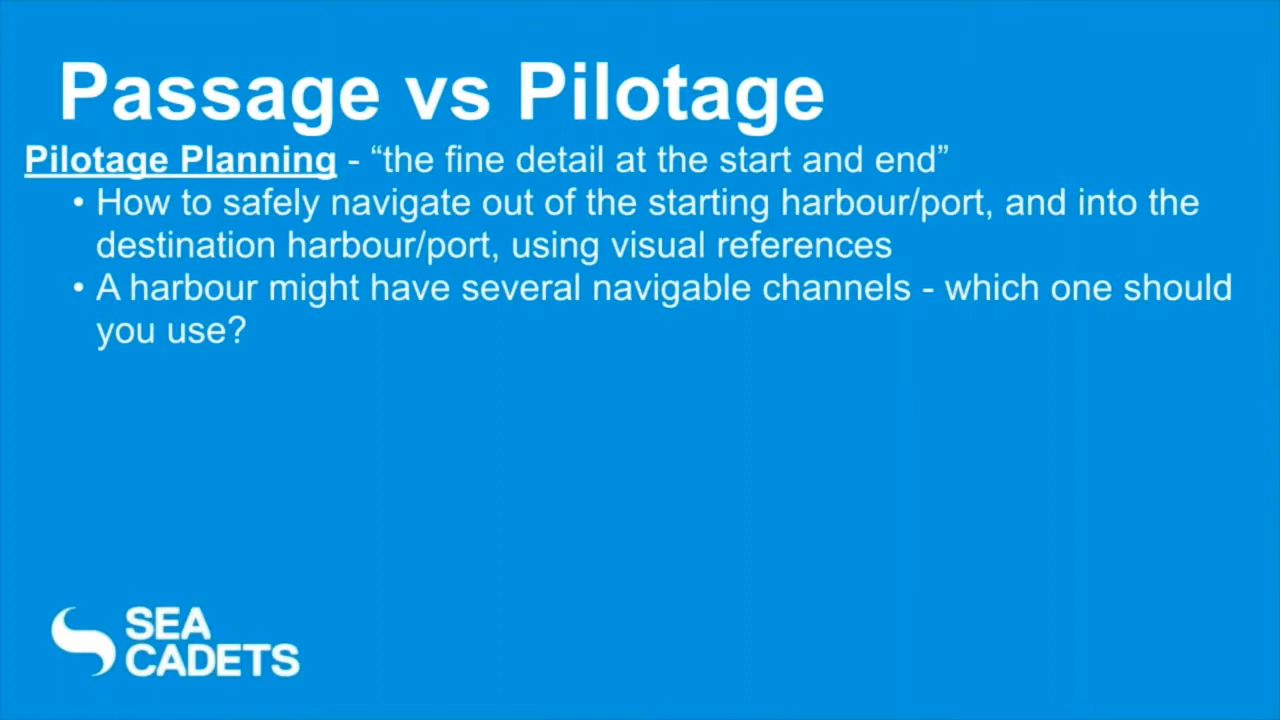 Passage vs Pilotage
Pilotage Planning - “the fine detail at the start and end”
• How to safely navigate out of the starting harbour/port, and into the
destination harbour/port, using visual references
• A harbour might have several navigable channels - which one should
you use?
SEA
CADETS